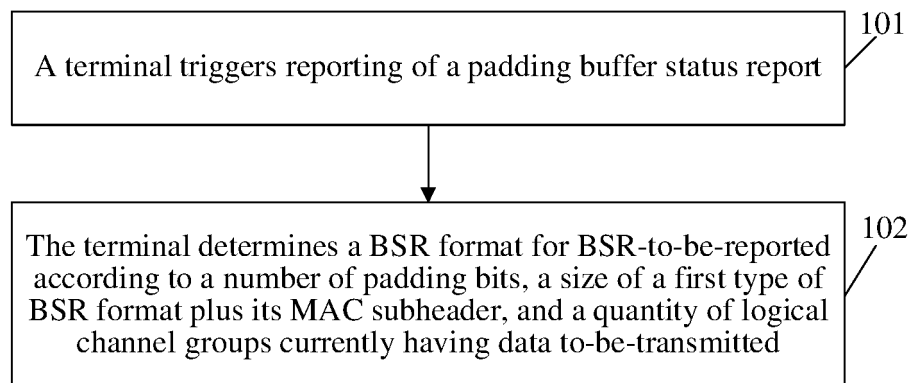 101
A terminal triggers reporting of a padding buffer status report
102
The terminal determines a BSR format for BSR-to-be-reported
according to a number of padding bits, a size of a first type of
BSR format plus its MAC subheader, and a quantity of logical
channel groups currently having data to-be-transmitted